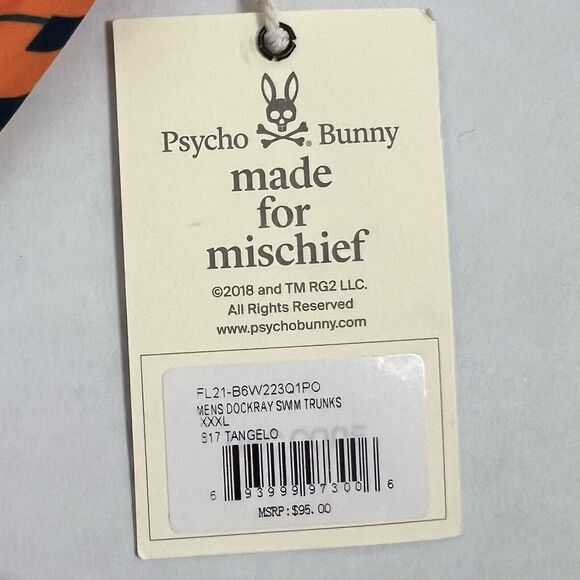 Psycho Bunny
®
made
for
mischief
©2018 and TM RG2 LLC.
All Rights Reserved
www.psychobunny.com
FL21-B6W223Q1PO
MENS DOCKRAY SWIM TRUNKS
XXXL
817 TANGELO
6 93999 97300 6
MSRP:$95.00